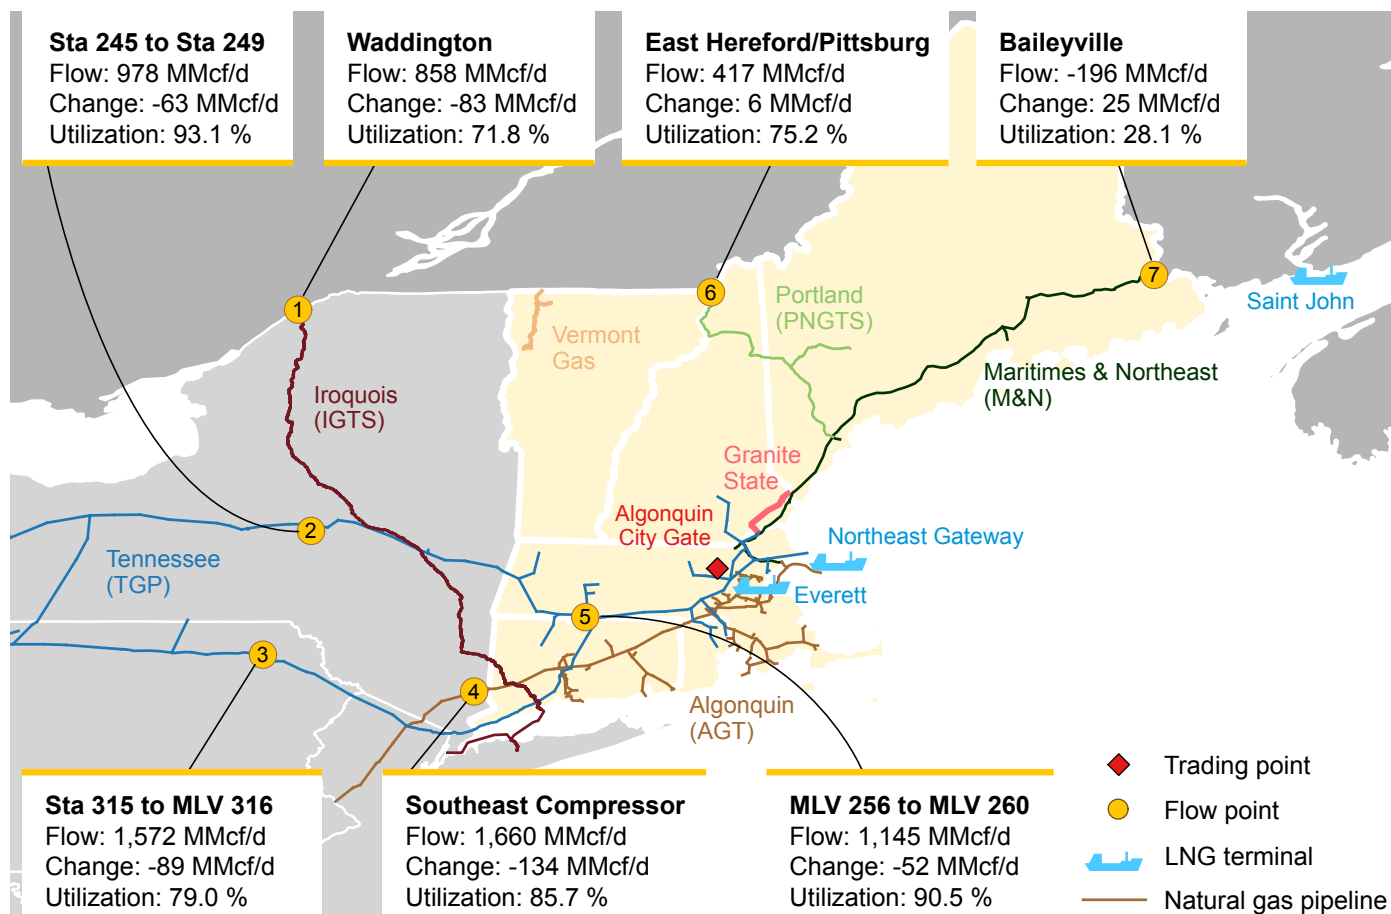 Sta 245 to Sta 249
Flow: 978 MMcf/d
Change: -63 MMcf/d
Utilization: 93.1 %
Waddington
Flow: 858 MMcf/d
Change: -83 MMcf/d
Utilization: 71.8 %
East Hereford/Pittsburg
Flow: 417 MMcf/d
Change: 6 MMcf/d
Utilization: 75.2 %
Baileyville
Flow: -196 MMcf/d
Change: 25 MMcf/d
Utilization: 28.1 %
1
6
7
Portland
(PNGTS)
Saint John
Vermont
Gas
Maritimes & Northeast
(M&N)
Iroquois
(IGTS)
Granite
State
Algonquin
City Gate
2
Northeast Gateway
Tennessee
(TGP)
Everett
5
3
4
Algonquin
(AGT)
Sta 315 to MLV 316
Flow: 1,572 MMcf/d
Change: -89 MMcf/d
Utilization: 79.0 %
Southeast Compressor
Flow: 1,660 MMcf/d
Change: -134 MMcf/d
Utilization: 85.7 %
MLV 256 to MLV 260
Flow: 1,145 MMcf/d
Change: -52 MMcf/d
Utilization: 90.5 %
Trading point
Flow point
LNG terminal
Natural gas pipeline